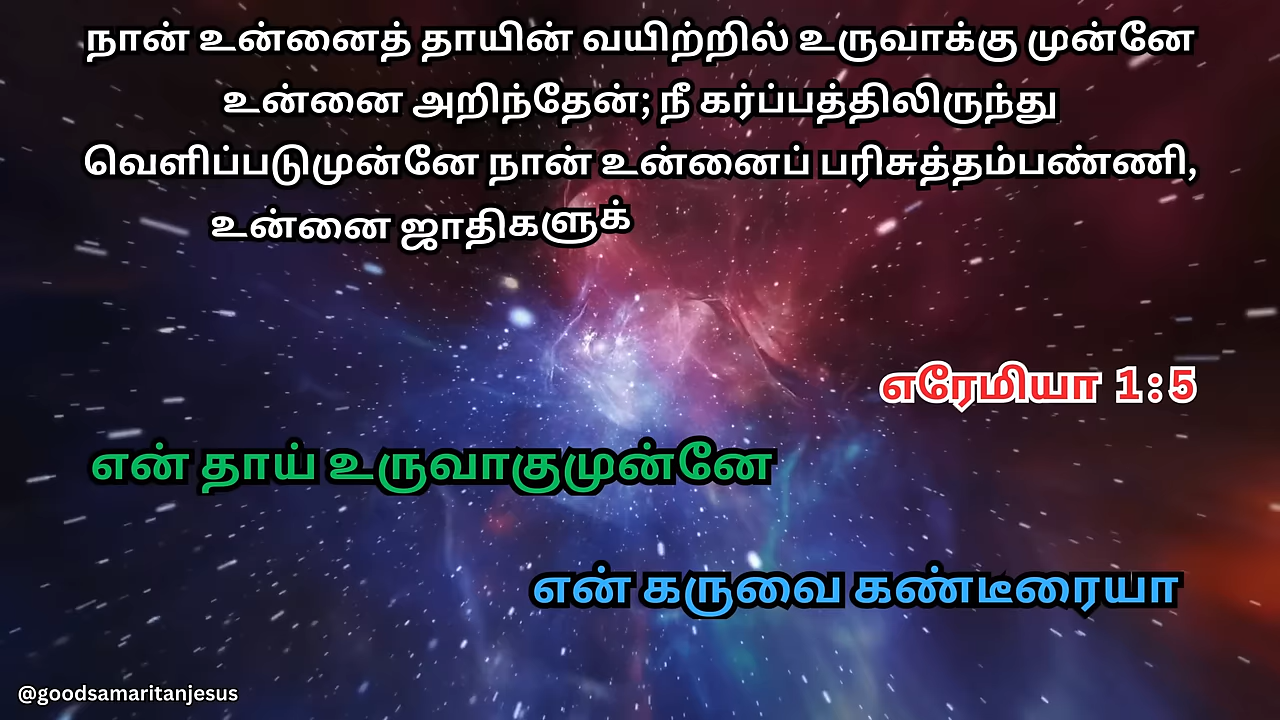 நான் உன்னைத் தாயின் வயிற்றில் உருவாக்கு முன்னே
உன்னை அறிந்தேன்; நீ கர்ப்பத்திலிருந்து
வெளிப்படுமுன்னே நான் உன்னைப் பரிசுத்தம்பண்ணி,
உன்னை ஜாதிகளுக்
எரேமியா 1:5
என் தாய் உருவாகுமுன்னே
என் கருவை கண்டீரையா
@goodsamaritanjesus